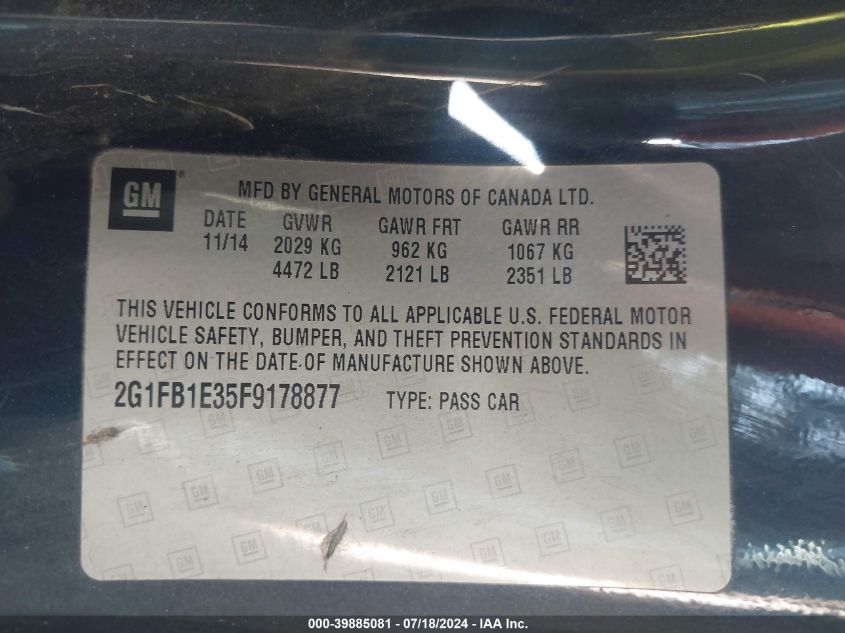 GM®
MFD BY GENERAL MOTORS OF CANADA LTD.
DATE GVWR GAWR FRT GAWR RR
11/14 2029 KG 962 KG 1067 KG
4472 LB 2121 LB 2351 LB
THIS VEHICLE CONFORMS TO ALL APPLICABLE U.S. FEDERAL MOTOR
VEHICLE SAFETY, BUMPER, AND THEFT PREVENTION STANDARDS IN
EFFECT ON THE DATE OF MANUFACTURE SHOWN ABOVE.
2G1FB1E35F9178877 TYPE: PASS CAR
000-39885081 - 07/18/2024 - IAA Inc.